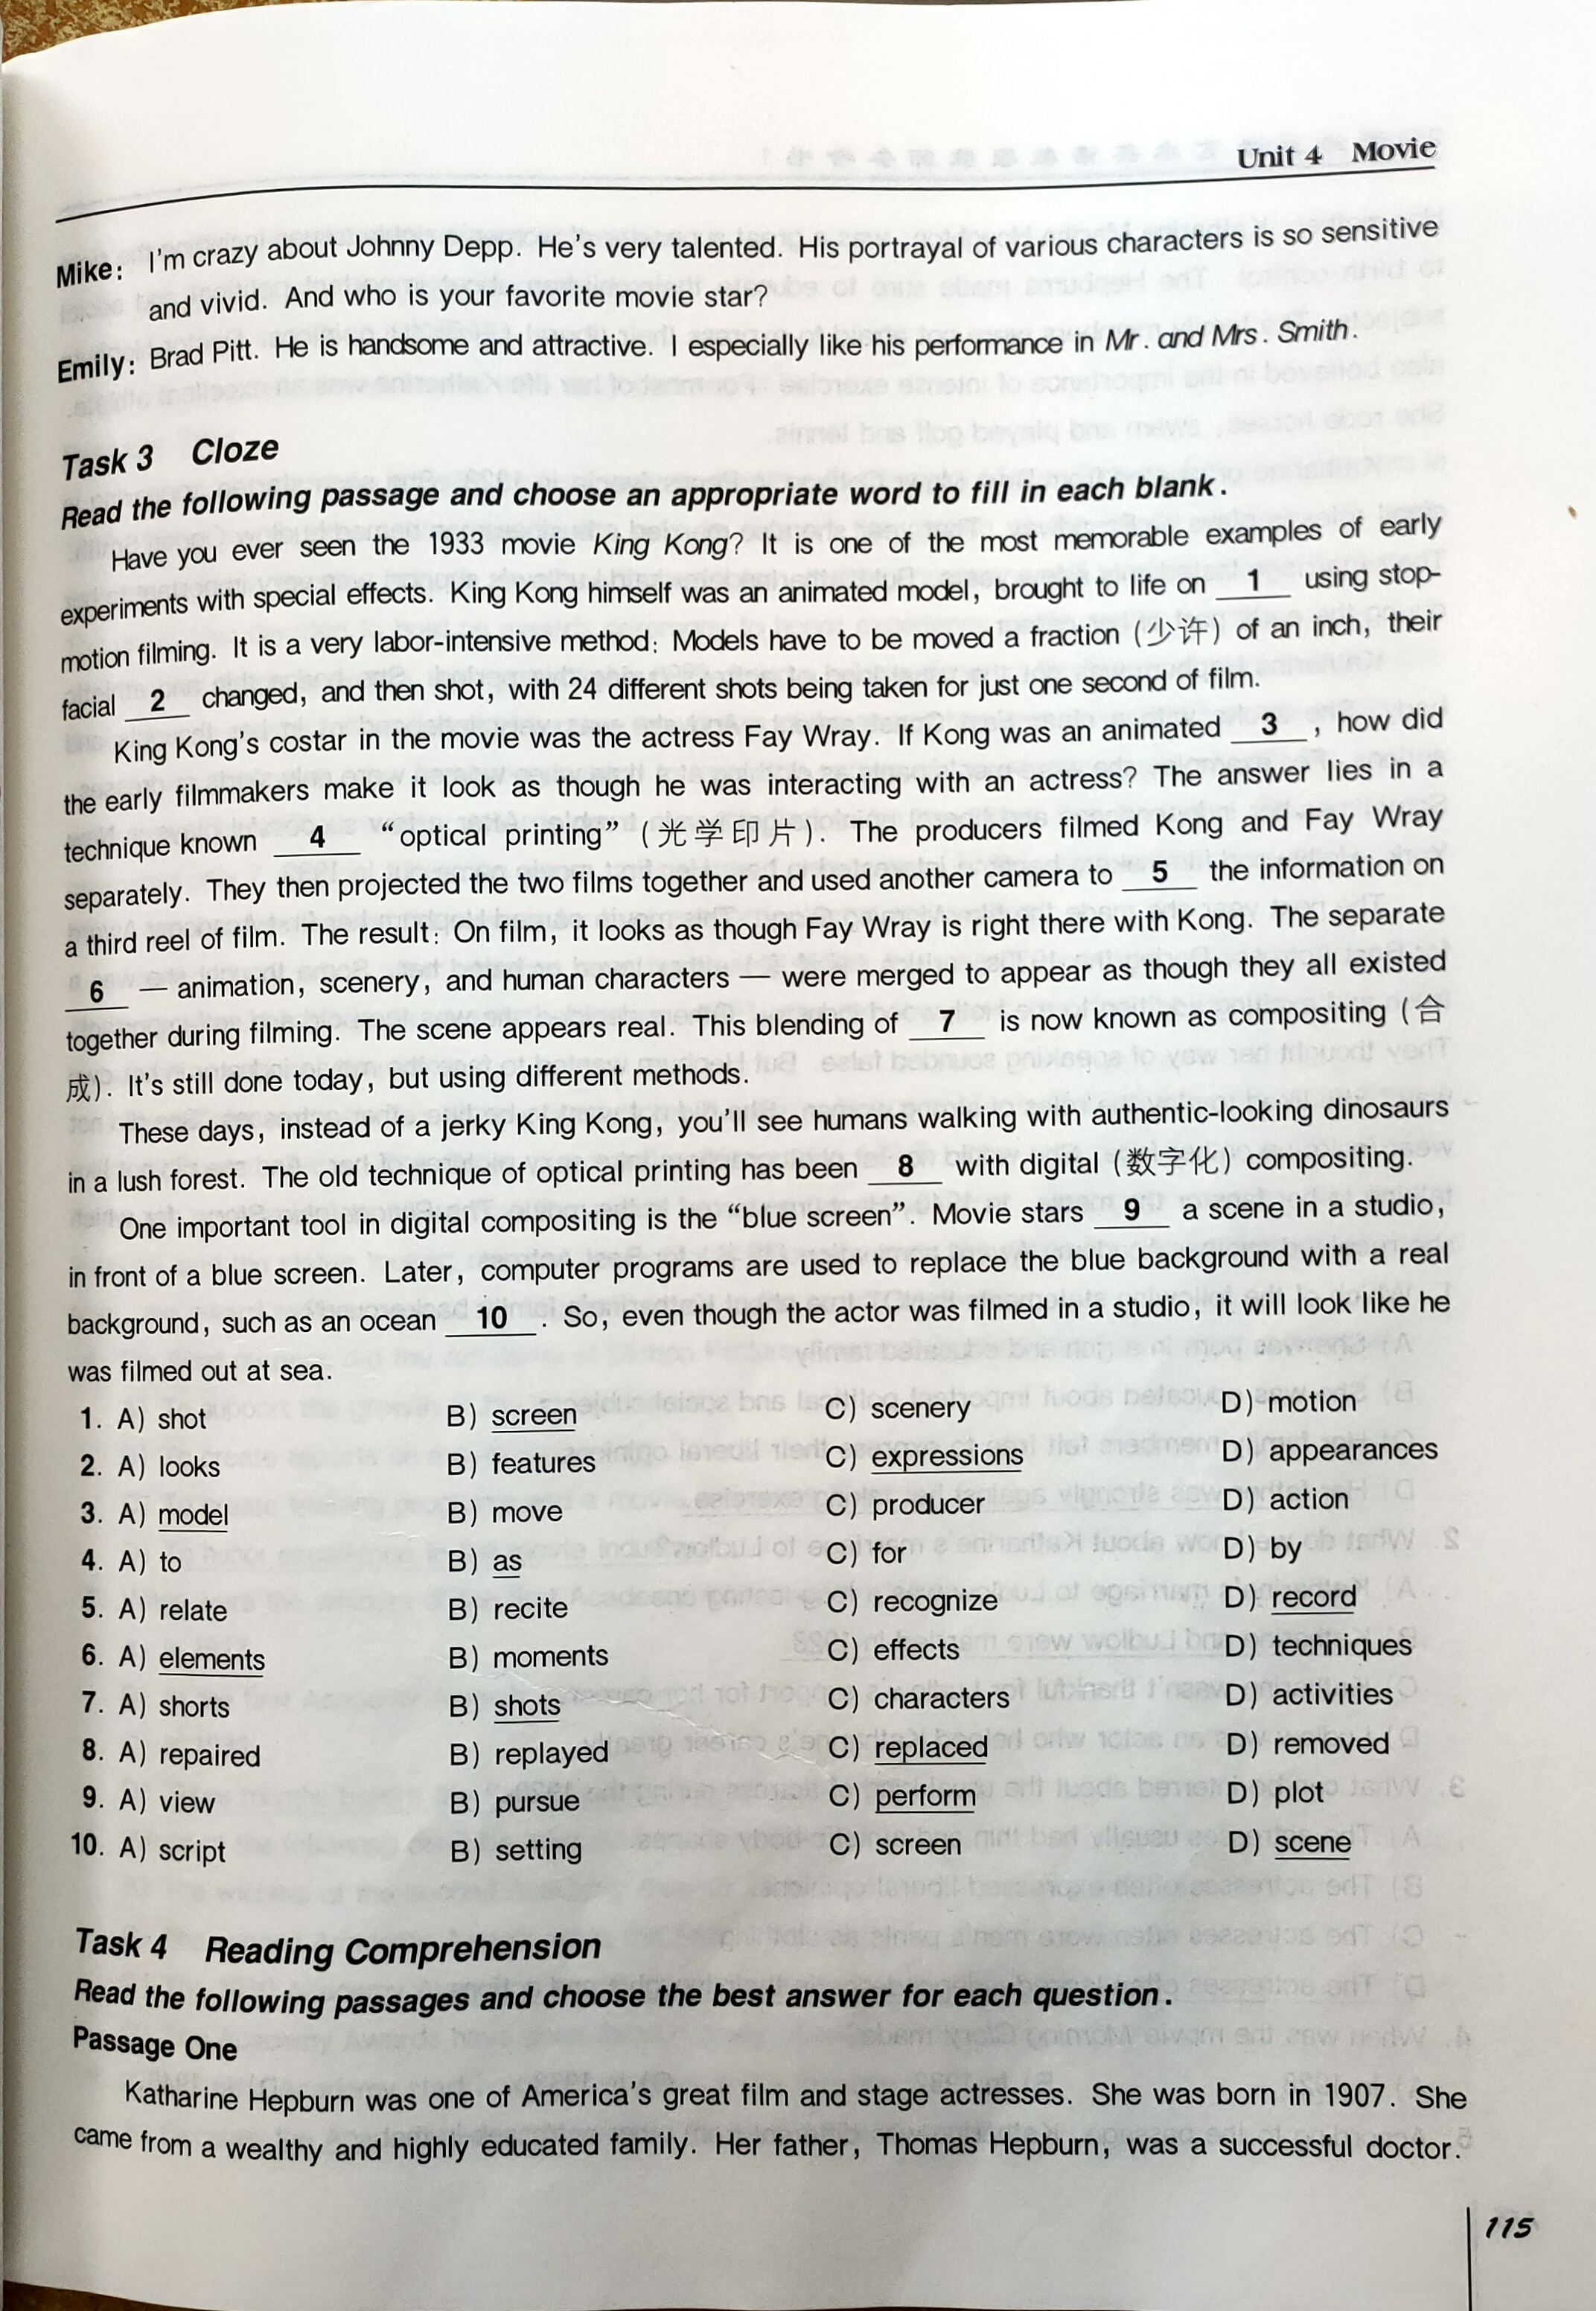 Unit 4 Movie
Mike: I'm crazy about Johnny Depp. He's very talented. His portrayal of various characters is so sensitive
and vivid. And who is your favorite movie star?
Emily: Brad Pitt. He is handsome and attractive. I especially like his performance in Mr. and Mrs. Smith.
Task 3 Cloze
Read the following passage and choose an appropriate word to fill in each blank.
Have you ever seen the 1933 movie King Kong? It is one of the most memorable examples of early
experiments with special effects. King Kong himself was an animated model, brought to life on 1 using stop-
motion filming. It is a very labor-intensive method: Models have to be moved a fraction (少许) of an inch, their
facial 2 changed, and then shot, with 24 different shots being taken for just one second of film.
King Kong's costar in the movie was the actress Fay Wray. If Kong was an animated 3 , how did
the early filmmakers make it look as though he was interacting with an actress? The answer lies in a
technique known 4 “optical printing” (光学印片). The producers filmed Kong and Fay Wray
separately. They then projected the two films together and used another camera to 5 the information on
a third reel of film. The result: On film, it looks as though Fay Wray is right there with Kong. The separate
6 — animation, scenery, and human characters — were merged to appear as though they all existed
together during filming. The scene appears real. This blending of 7 is now known as compositing (合
成). It's still done today, but using different methods.
These days, instead of a jerky King Kong, you'll see humans walking with authentic-looking dinosaurs
in a lush forest. The old technique of optical printing has been 8 with digital (数字化) compositing.
One important tool in digital compositing is the “blue screen”. Movie stars 9 a scene in a studio,
in front of a blue screen. Later, computer programs are used to replace the blue background with a real
background, such as an ocean 10 . So, even though the actor was filmed in a studio, it will look like he
was filmed out at sea.
1. A) shot B) screen C) scenery D) motion
2. A) looks B) features C) expressions D) appearances
3. A) model B) move C) producer D) action
4. A) to B) as C) for D) by
5. A) relate B) recite C) recognize D) record
6. A) elements B) moments C) effects D) techniques
7. A) shorts B) shots C) characters D) activities
8. A) repaired B) replayed C) replaced D) removed
9. A) view B) pursue C) perform D) plot
10. A) script B) setting C) screen D) scene
Task 4 Reading Comprehension
Read the following passages and choose the best answer for each question.
Passage One
Katharine Hepburn was one of America's great film and stage actresses. She was born in 1907. She
came from a wealthy and highly educated family. Her father, Thomas Hepburn, was a successful doctor.
115